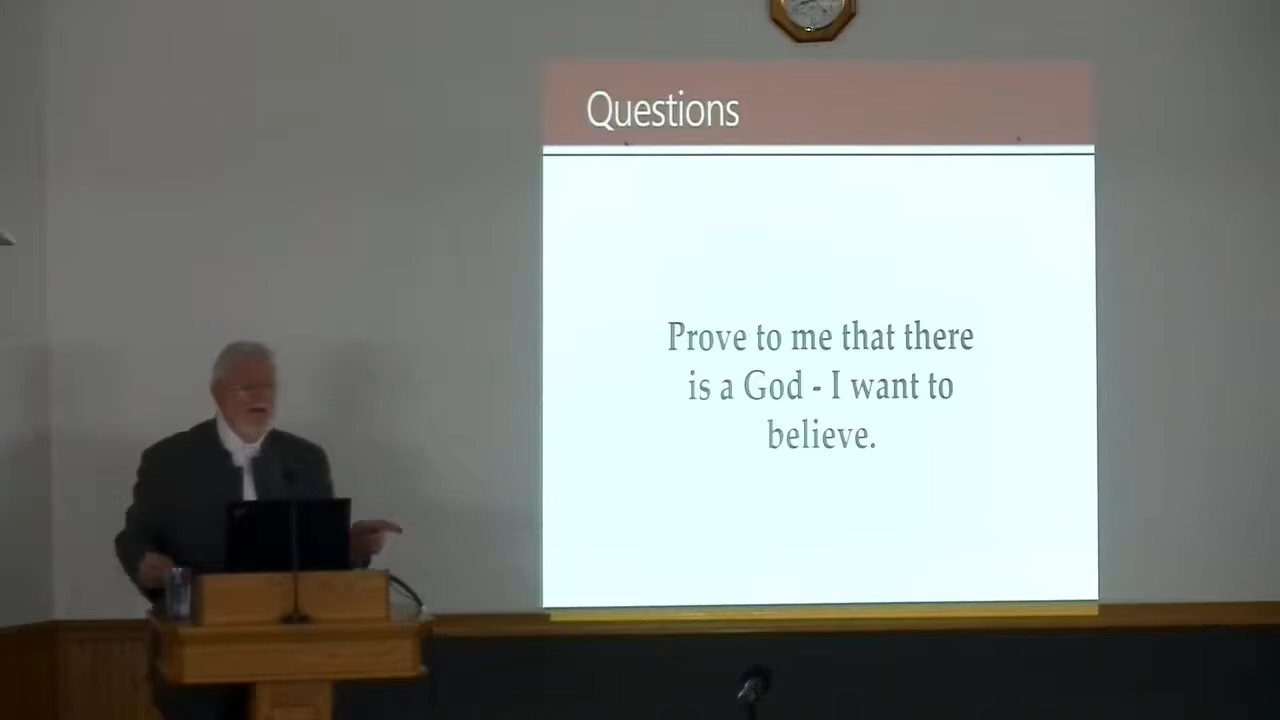 Questions
Prove to me that there
is a God - I want to
believe.